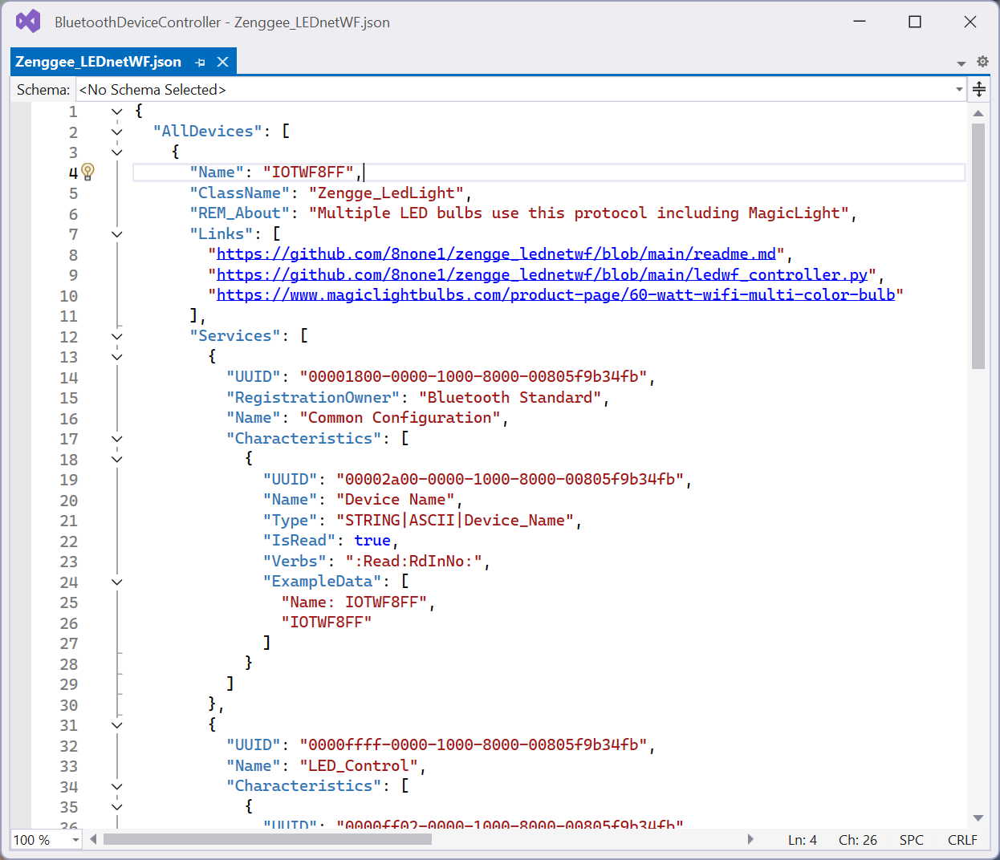 BluetoothDeviceController - Zenggee_LEDnetWF.json
Zenggee_LEDnetWF.json
Schema: <No Schema Selected>
1 {
2 "AllDevices": [
3 {
4 "Name": "IOTWF8FF",
5 "ClassName": "Zengge_LedLight",
6 "REM_About": "Multiple LED bulbs use this protocol including MagicLight",
7 "Links": [
8 "https://github.com/8none1/zengge_lednetwf/blob/main/readme.md",
9 "https://github.com/8none1/zengge_lednetwf/blob/main/ledwf_controller.py",
10 "https://www.magiclightbulbs.com/product-page/60-watt-wifi-multi-color-bulb"
11 ],
12 "Services": [
13 {
14 "UUID": "00001800-0000-1000-8000-00805f9b34fb",
15 "RegistrationOwner": "Bluetooth Standard",
16 "Name": "Common Configuration",
17 "Characteristics": [
18 {
19 "UUID": "00002a00-0000-1000-8000-00805f9b34fb",
20 "Name": "Device Name",
21 "Type": "STRING|ASCII|Device_Name",
22 "IsRead": true,
23 "Verbs": ":Read:RdInNo:",
24 "ExampleData": [
25 "Name: IOTWF8FF",
26 "IOTWF8FF"
27 ]
28 }
29 ]
30 },
31 {
32 "UUID": "0000ffff-0000-1000-8000-00805f9b34fb",
33 "Name": "LED_Control",
34 "Characteristics": [
35 {
36 "UUID": "0000ff02-0000-1000-8000-00805f9b34fb"
100 % Ln: 4 Ch: 26 SPC CRLF